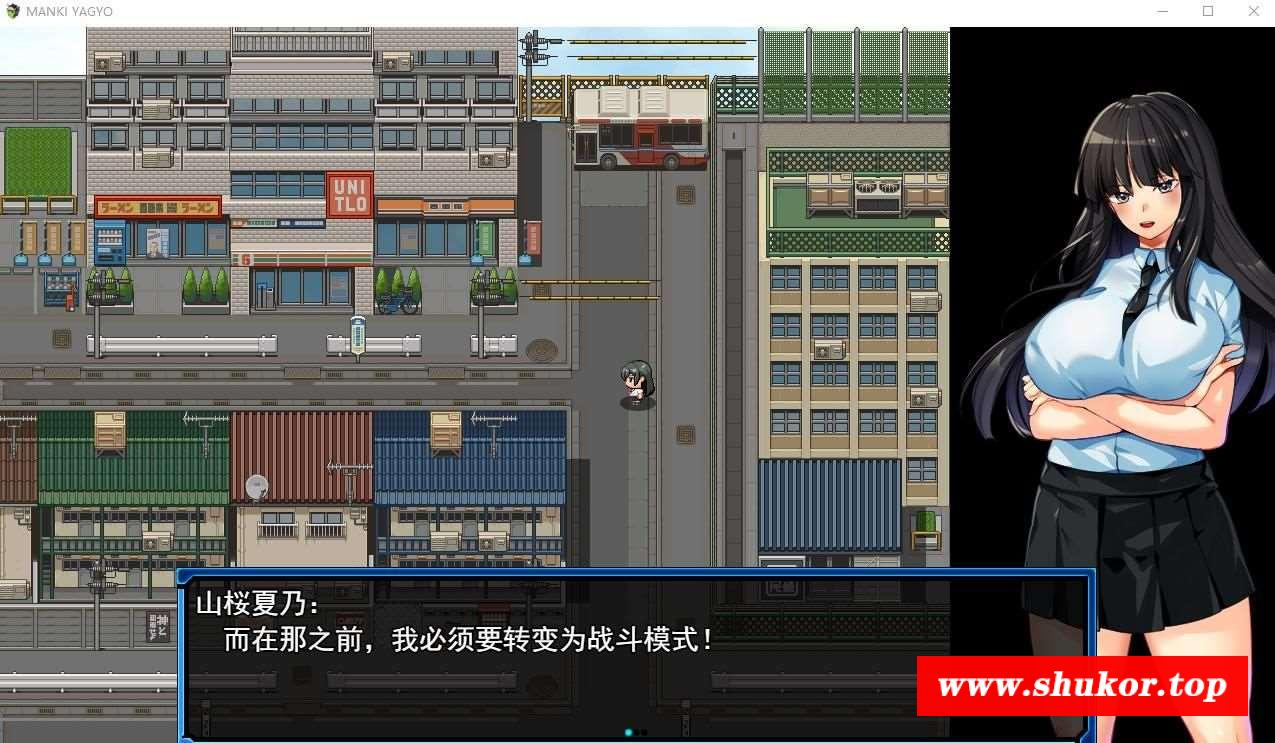 MANKI YAGYO
UNI
TLO
ラーメン
ラーメン
6
山桜夏乃:
而在那之前，我必须要转变为战斗模式！
www.shukor.top